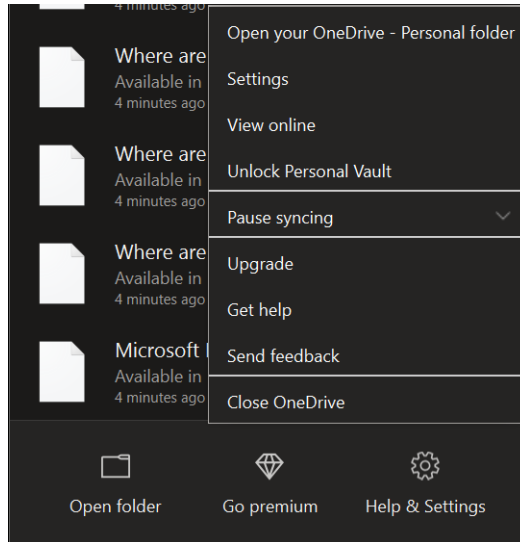 4 minutes ago
Where are
Available in
4 minutes ago
Where are
Available in
4 minutes ago
Where are
Available in
4 minutes ago
Microsoft
Available in
4 minutes ago
Open your OneDrive - Personal folder
Settings
View online
Unlock Personal Vault
Pause syncing
Upgrade
Get help
Send feedback
Close OneDrive
Open folder
Go premium
Help & Settings